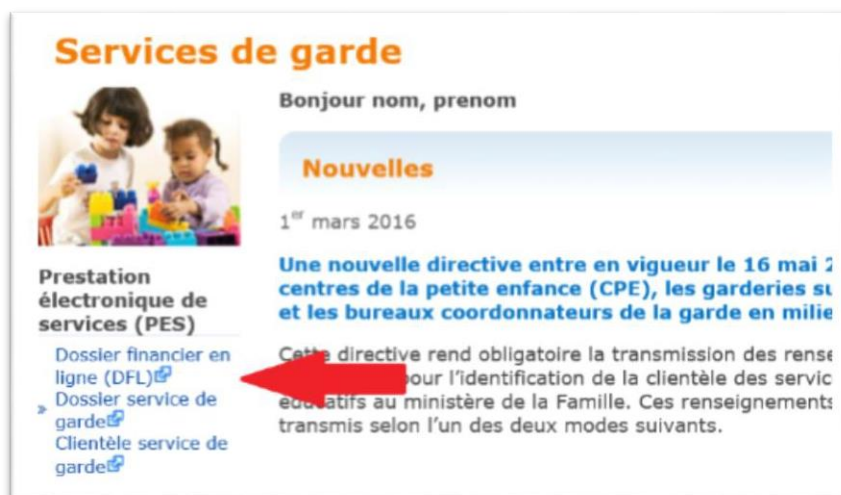 Services de garde
Bonjour nom, prenom
Nouvelles
1er mars 2016
Une nouvelle directive entre en vigueur le 16 mai
centres de la petite enfance (CPE), les garderies
et les bureaux coordonnateurs de la garde en
Cette directive rend obligatoire la transmission des
pour l'identification de la clientèle des
éducatifs au ministère de la Famille. Ces renseignements
transmis selon l'un des deux modes suivants.
Prestation
électronique de
services (PES)
Dossier financier en
ligne (DFL)
» Dossier service de
garde
Clientèle service de
garde